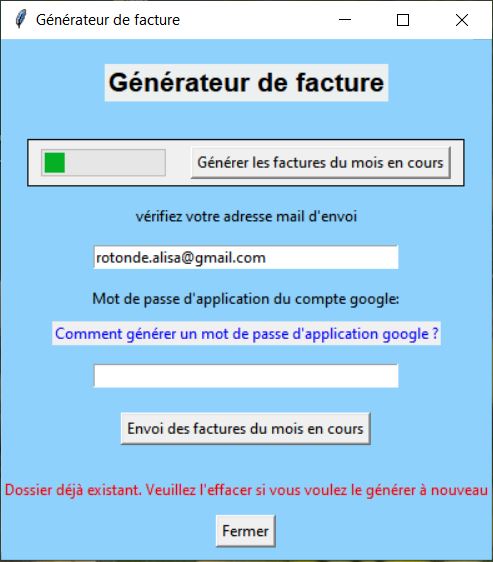 Générateur de facture
Générateur de facture
Générer les factures du mois en cours
vérifiez votre adresse mail d'envoi
rotonde.alisa@gmail.com
Mot de passe d'application du compte google:
Comment générer un mot de passe d'application google ?
Envoi des factures du mois en cours
Dossier déjà existant. Veuillez l'effacer si vous voulez le générer à nouveau
Fermer